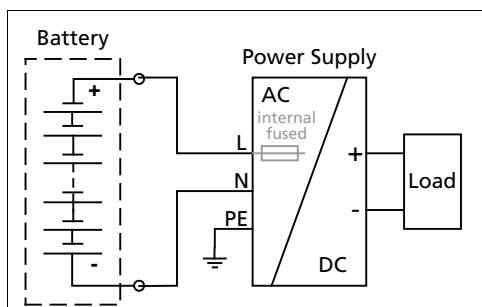 Battery
Power Supply
+
AC
internal
fused
L
N
PE
+
-
Load
-
DC